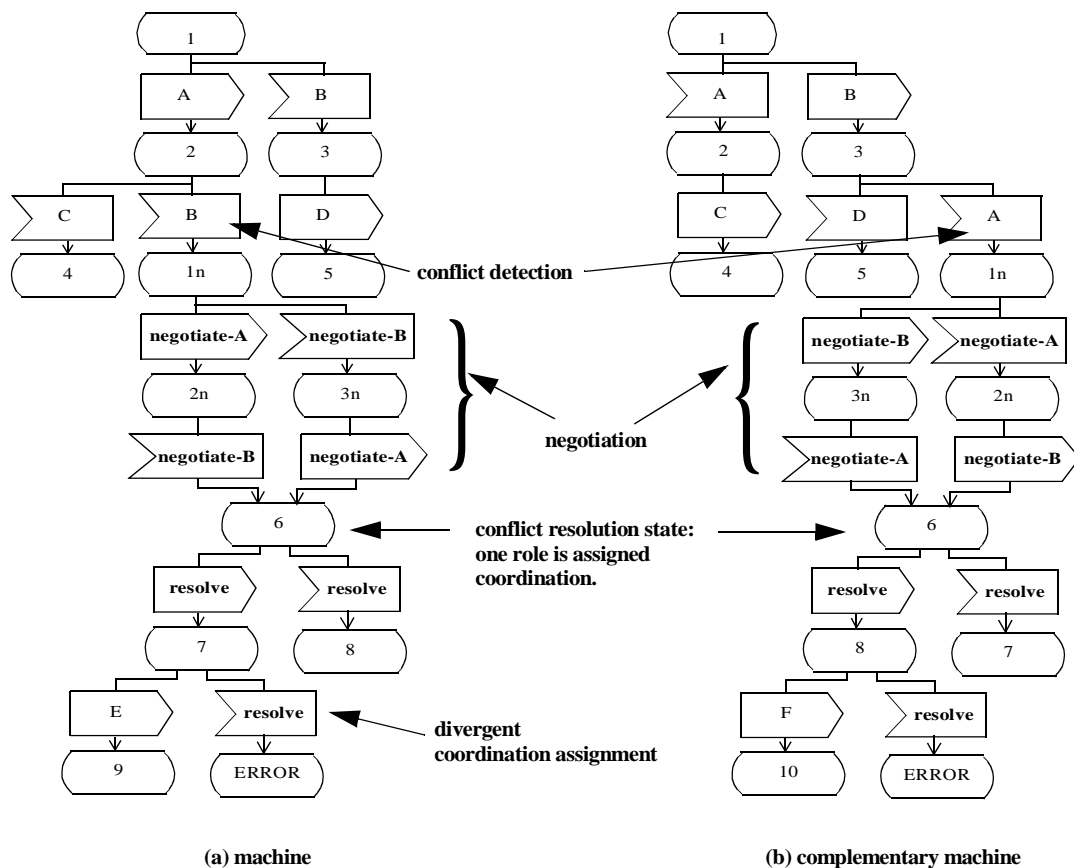 1
1
A
B
A
B
2
3
2
3
C
B
D
C
D
A
4
1n
5
conflict detection
4
5
1n
negotiate-A
negotiate-B
negotiate-B
negotiate-A
2n
3n
3n
2n
negotiation
negotiate-B
negotiate-A
negotiate-A
negotiate-B
6
conflict resolution state:
one role is assigned
coordination.
6
resolve
resolve
resolve
resolve
7
8
8
7
E
resolve
divergent
coordination assignment
F
resolve
9
ERROR
10
ERROR
(a) machine
(b) complementary machine